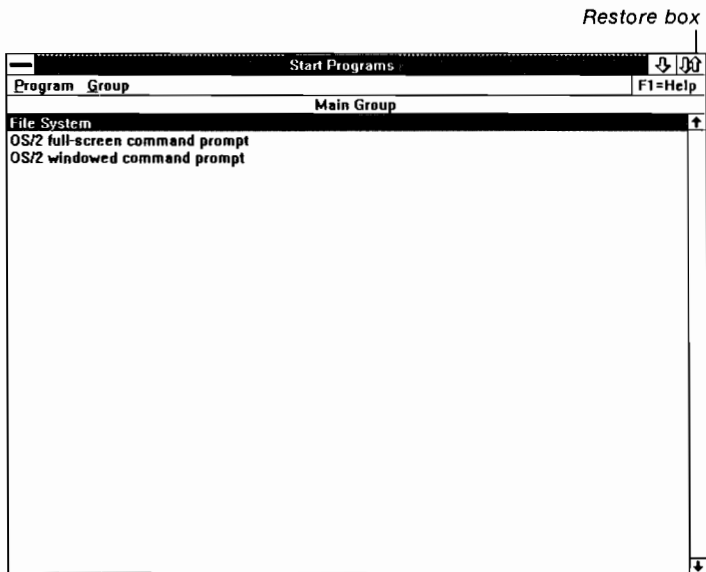 Restore box
Start Programs
Program Group F1=Help
Main Group
File System
OS/2 full-screen command prompt
OS/2 windowed command prompt